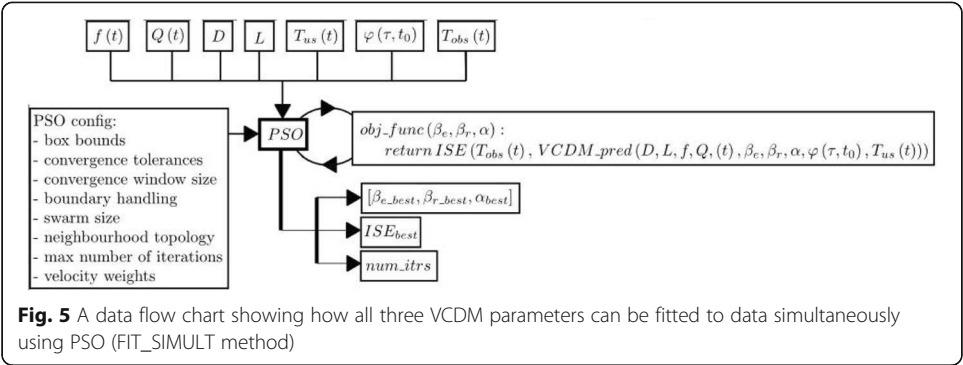 f (t) Q (t) D L T_us (t) φ (τ, t_0) T_obs (t)
PSO config:
- box bounds
- convergence tolerances
- convergence window size
- boundary handling
- swarm size
- neighbourhood topology
- max number of iterations
- velocity weights
PSO
obj_func (β_e, β_r, α) :
return ISE (T_obs (t) , VCDM_pred (D, L, f, Q, (t) , β_e, β_r, α, φ (τ, t_0) , T_us (t)))
[β_e_best, β_r_best, α_best]
ISE_best
num_itrs
Fig. 5 A data flow chart showing how all three VCDM parameters can be fitted to data simultaneously
using PSO (FIT_SIMULT method)